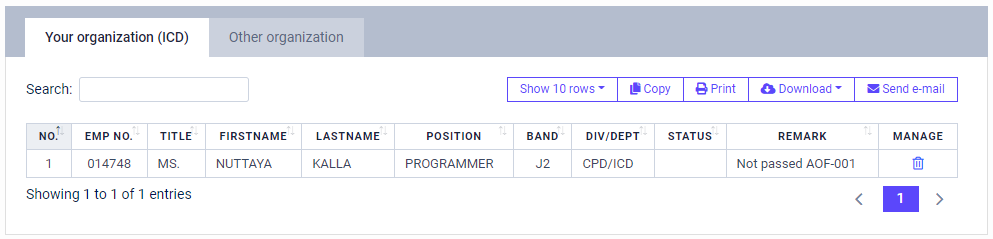 Your organization (ICD) Other organization
Search: Show 10 rows Copy Print Download Send e-mail
NO. EMP NO. TITLE FIRSTNAME LASTNAME POSITION BAND DIV/DEPT STATUS REMARK MANAGE
1 014748 MS. NUTTAYA KALLA PROGRAMMER J2 CPD/ICD Not passed AOF-001
Showing 1 to 1 of 1 entries
1